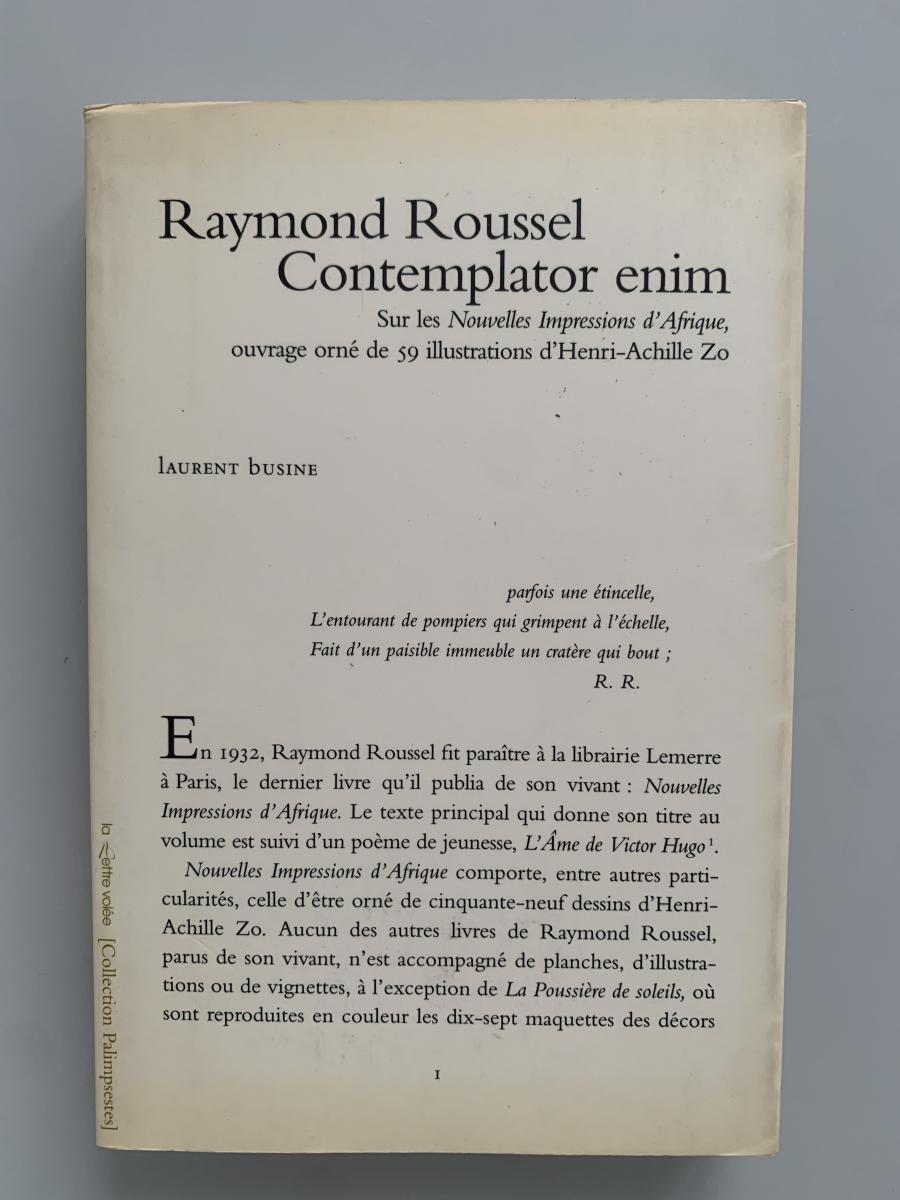 Raymond Roussel
Contemplator enim
Sur les Nouvelles Impressions d'Afrique,
ouvrage orné de 59 illustrations d'Henri-Achille Zo
laurent busine
parfois une étincelle,
L'entourant de pompiers qui grimpent à l'échelle,
Fait d'un paisible immeuble un cratère qui bout ;
R. R.
En 1932, Raymond Roussel fit paraître à la librairie Lemerre
à Paris, le dernier livre qu'il publia de son vivant : Nouvelles
Impressions d'Afrique. Le texte principal qui donne son titre au
volume est suivi d'un poème de jeunesse, L'Âme de Victor Hugo¹.
Nouvelles Impressions d'Afrique comporte, entre autres parti-
cularités, celle d'être orné de cinquante-neuf dessins d'Henri-
Achille Zo. Aucun des autres livres de Raymond Roussel,
parus de son vivant, n'est accompagné de planches, d'illustra-
tions ou de vignettes, à l'exception de La Poussière de soleils, où
sont reproduites en couleur les dix-sept maquettes des décors
1
la Lettre volée [Collection Palimpsestes]